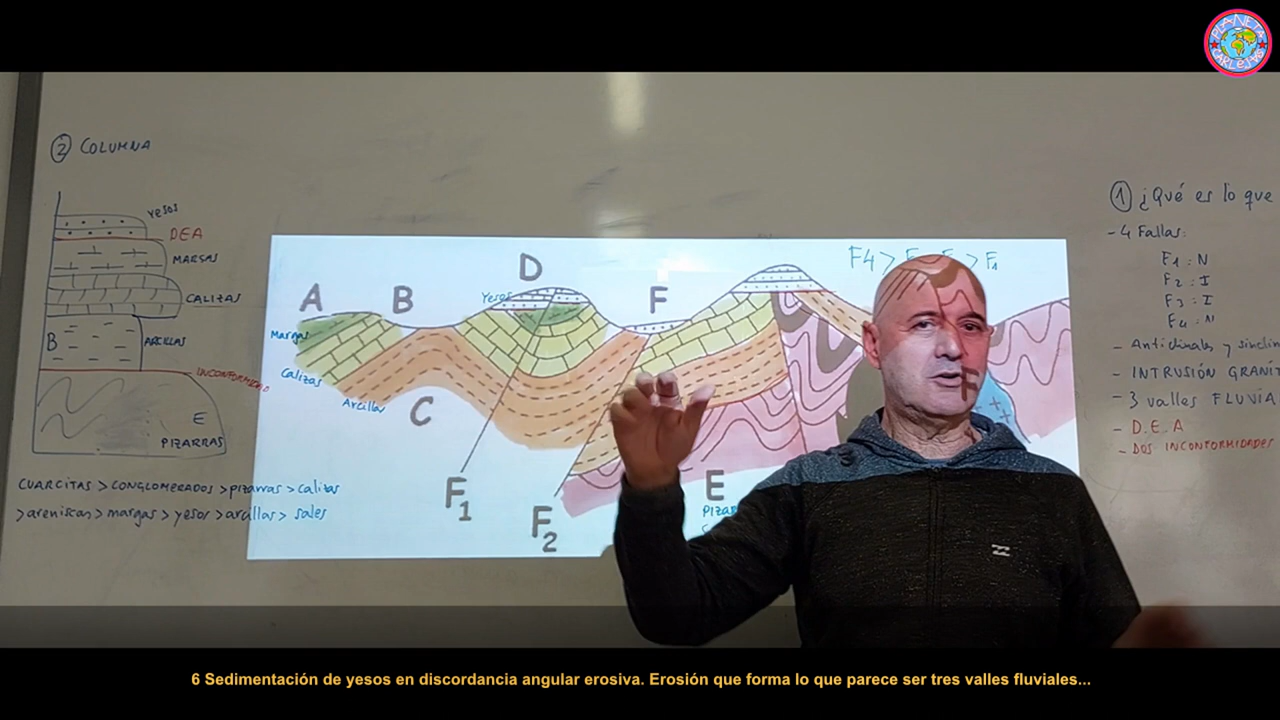 PLANETA
CARLEJAS
② COLUMNA
Yesos
DEA
MARGAS
CALIZAS
B
ARCILLAS
INCONFORMIDAD
E
PIZARRAS
CUARCITAS > CONGLOMERADOS > pizarras > calizas
> areniscas > margas > yesos > arcillas > sales
A
B
D
F
Yesos
Margas
Calizas
Arcillas
C
F1
F2
E
F4 >
> F1
① ¿Qué es lo que
- 4 Fallas:
F1 : N
F2 : I
F3 : I
F4 : N
- Anticlinales y
- INTRUSIÓN
- 3 valles
- D.E.A
- DOS INCONFORMIDADES
6 Sedimentación de yesos en discordancia angular erosiva. Erosión que forma lo que parece ser tres valles fluviales...